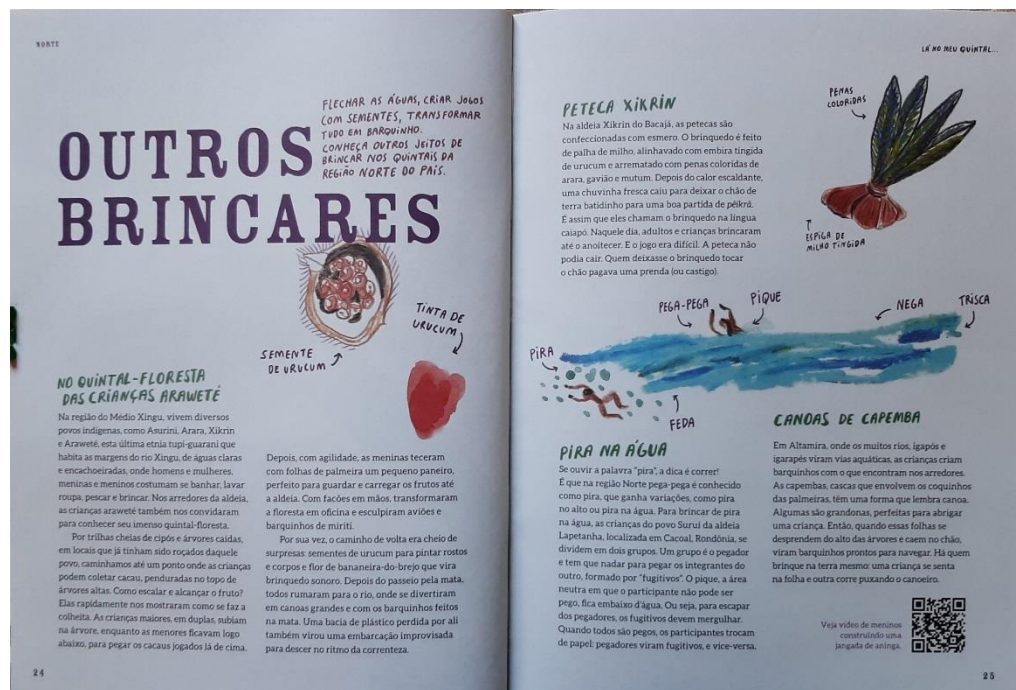 NORTE
FLECHAR AS ÁGUAS, CRIAR JOGOS
COM SEMENTES, TRANSFORMAR
TUDO EM BARQUINHO.
CONHEÇA OUTROS JEITOS DE
BRINCAR NOS QUINTAIS DA
REGIÃO NORTE DO PAÍS.
OUTROS
BRINCARES
SEMENTE
DE URUCUM
TINTA DE
URUCUM
NO QUINTAL-FLORESTA
DAS CRIANÇAS ARAWETÉ
Na região do Médio Xingu, vivem diversos
povos indígenas, como Asurini, Arara, Xikrin
e Araweté, esta última etnia tupi-guarani que
habita as margens do rio Xingu, de águas claras
e encachoeiradas, onde homens e mulheres,
meninas e meninos costumam se banhar, lavar
roupa, pescar e brincar. Nos arredores da aldeia,
as crianças araweté também nos convidaram
para conhecer seu imenso quintal-floresta.
Por trilhas cheias de cipós e árvores caídas,
em locais que já tinham sido roçados daquele
povo, caminhamos até um ponto onde as crianças
podem coletar cacau, penduradas no topo de
árvores altas. Como escalar e alcançar o fruto?
Elas rapidamente nos mostraram como se faz a
colheita. As crianças maiores, em duplas, subiam
na árvore, enquanto as menores ficavam logo
abaixo, para pegar os cacaus jogados lá de cima.
Depois, com agilidade, as meninas teceram
com folhas de palmeira um pequeno paneiro,
perfeito para guardar e carregar os frutos até
a aldeia. Com facões em mãos, transformaram
a floresta em oficina e esculpiram aviões e
barquinhos de miriti.
Por sua vez, o caminho de volta era cheio de
surpresas: sementes de urucum para pintar rostos
e corpos e flor de bananeira-do-brejo que vira
brinquedo sonoro. Depois do passeio pela mata,
todos rumaram para o rio, onde se divertiram
em canoas grandes e com os barquinhos feitos
na mata. Uma bacia de plástico perdida por ali
também virou uma embarcação improvisada
para descer no ritmo da correnteza.
24
LÁ NO MEU QUINTAL...
PETECA XIKRIN
Na aldeia Xikrin do Bacajá, as petecas são
confeccionadas com esmero. O brinquedo é feito
de palha de milho, alinhavado com embira tingida
de urucum e arrematado com penas coloridas de
arara, gavião e mutum. Depois do calor escaldante,
uma chuvinha fresca caiu para deixar o chão de
terra batidinho para uma boa partida de péikrã.
É assim que eles chamam o brinquedo na língua
caiapó. Naquele dia, adultos e crianças brincaram
até o anoitecer. E o jogo era difícil. A peteca não
podia cair. Quem deixasse o brinquedo tocar
o chão pagava uma prenda (ou castigo).
PENAS
COLORIDAS
ESPIGA DE
MILHO TINGIDA
PIRA
PEGA-PEGA
PIQUE
NEGA
TRISCA
FEDA
PIRA NA ÁGUA
Se ouvir a palavra "pira", a dica é correr!
É que na região Norte pega-pega é conhecido
como pira, que ganha variações, como pira
no alto ou pira na água. Para brincar de pira
na água, as crianças do povo Suruí da aldeia
Lapetanha, localizada em Cacoal, Rondônia, se
dividem em dois grupos. Um grupo é o pegador
e tem que nadar para pegar os integrantes do
outro, formado por "fugitivos". O pique, a área
neutra em que o participante não pode ser
pego, fica embaixo d'água. Ou seja, para escapar
dos pegadores, os fugitivos devem mergulhar.
Quando todos são pegos, os participantes trocam
de papel: pegadores viram fugitivos, e vice-versa.
CANOAS DE CAPEMBA
Em Altamira, onde os muitos rios, igapós e
igarapés viram vias aquáticas, as crianças criam
barquinhos com o que encontram nos arredores.
As capembas, cascas que envolvem os coquinhos
das palmeiras, têm uma forma que lembra canoa.
Algumas são grandonas, perfeitas para abrigar
uma criança. Então, quando essas folhas se
desprendem do alto das árvores e caem no chão,
viram barquinhos prontos para navegar. Há quem
brinque na terra mesmo: uma criança se senta
na folha e outra corre puxando o canoeiro.
Veja vídeo de meninos
construindo uma
jangada de aninga.
25